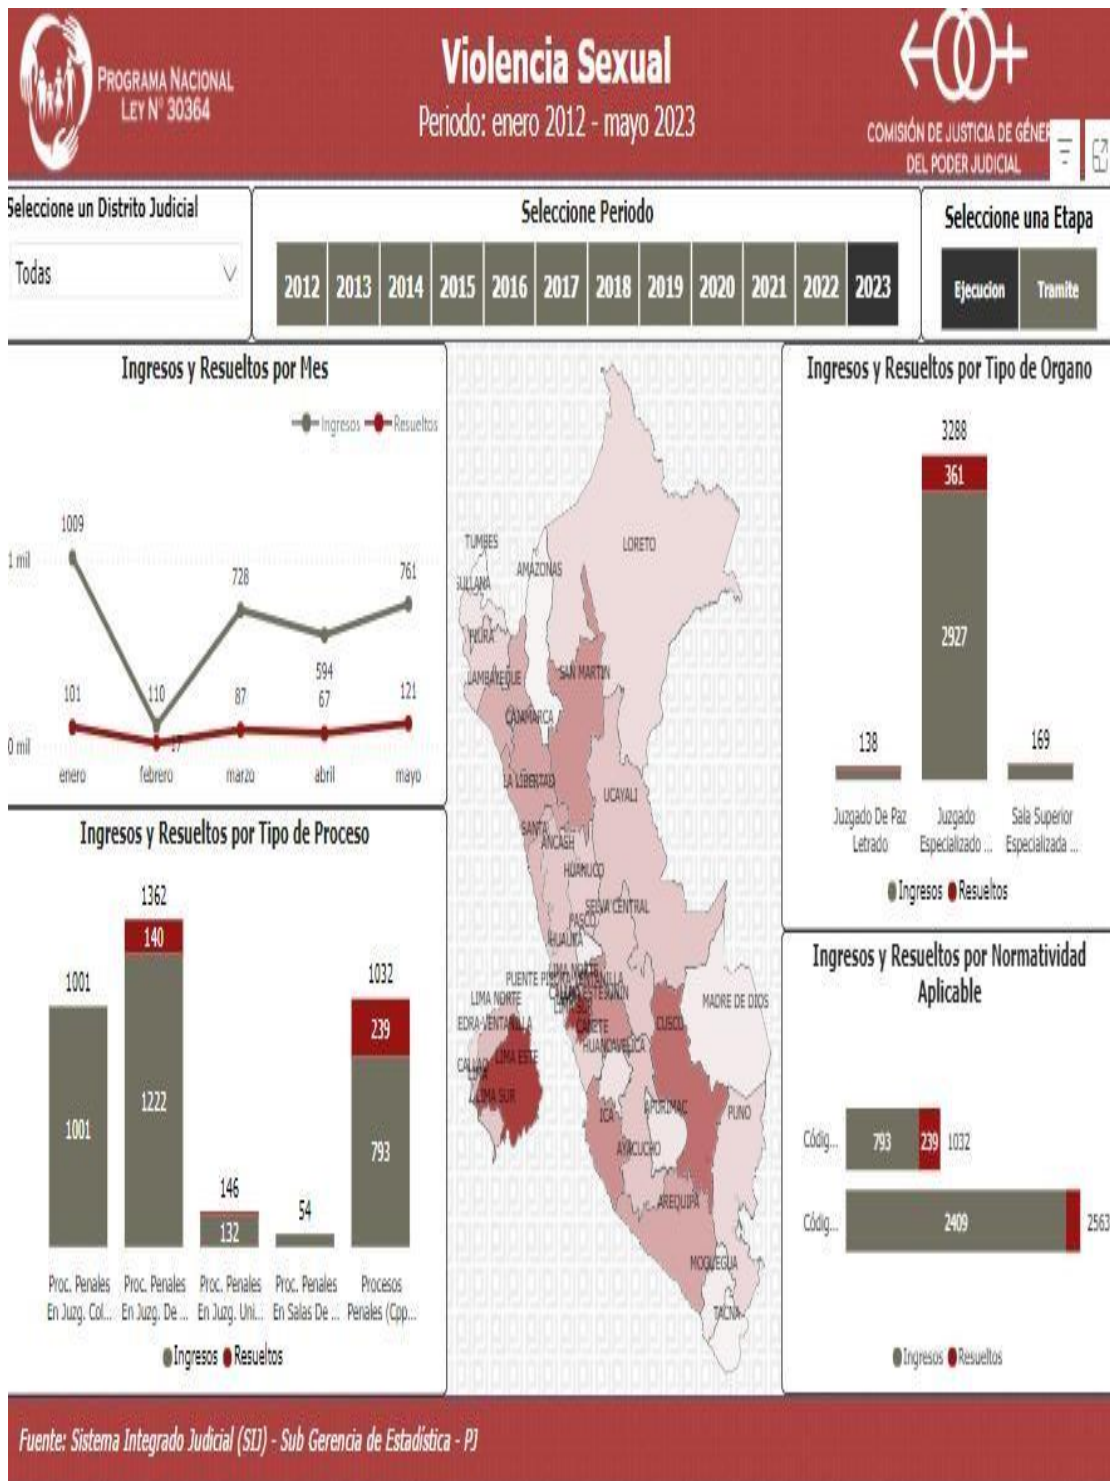 PROGRAMA NACIONAL
LEY N° 30364
Violencia Sexual
Periodo: enero 2012 - mayo 2023
COMISIÓN DE JUSTICIA DE GÉNER
DEL PODER JUDICIAL
Seleccione un Distrito Judicial
Todas
Seleccione Periodo
2012 2013 2014 2015 2016 2017 2018 2019 2020 2021 2022 2023
Seleccione una Etapa
Ejecucion Tramite
Ingresos y Resueltos por Mes
Ingresos Resueltos
1009
1 mil
728
761
594
101
110
87
67
121
17
0 mil
enero febrero marzo abril mayo
Ingresos y Resueltos por Tipo de Proceso
1362
140
1001
1032
239
1222
1001
793
146
132
54
Proc. Penales
En Juzg. Col...
Proc. Penales
En Juzg. De ...
Proc. Penales
En Juzg. Uni...
Proc. Penales
En Salas De ...
Procesos
Penales (Cpp...
Ingresos Resueltos
TUMBES
SULLANA
AMAZONAS
LORETO
PIURA
LAMBAYEQUE
SAN MARTIN
CAJAMARCA
LA LIBERTAD
UCAYALI
SANTA
ANCASH
HUANUCO
SELVA CENTRAL
PASCO
HUAURA
LIMA NORTE
LIMA NORTE
EDRA-VENTANILLA
MADRE DE DIOS
LIMA SUR
CAÑETE
CUSCO
HUANCAVELICA
CALLAO
LIMA ESTE
LIMA SUR
ICA
APURIMAC
PUNO
AYACUCHO
AREQUIPA
MOQUEGUA
TACNA
Ingresos y Resueltos por Tipo de Organo
3288
361
2927
138
169
Juzgado De Paz
Letrado
Juzgado
Especializado ...
Sala Superior
Especializada ...
Ingresos Resueltos
Ingresos y Resueltos por Normatividad
Aplicable
Códig... 793 239 1032
Códig... 2409 2563
Ingresos Resueltos
Fuente: Sistema Integrado Judicial (SIJ) - Sub Gerencia de Estadística - PJ